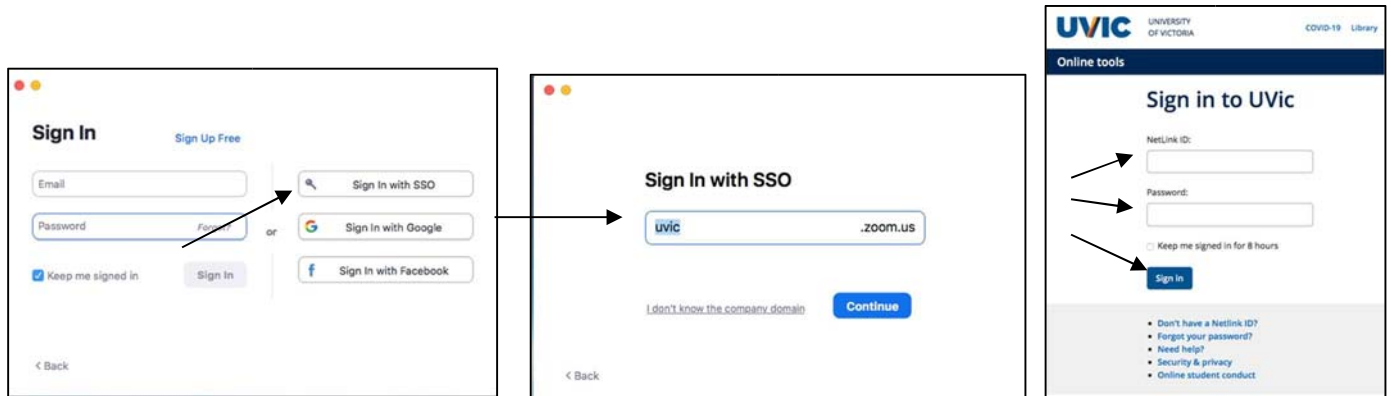 Sign In
Sign Up Free
Email
Password
Forgot?
Keep me signed in
Sign In
or
Sign In with SSO
Sign In with Google
Sign In with Facebook
< Back
Sign In with SSO
uvic .zoom.us
I don't know the company domain
Continue
< Back
UVIC
UNIVERSITY
OF VICTORIA
COVID-19 Library
Online tools
Sign in to UVic
NetLink ID:
Password:
Keep me signed in for 8 hours
Sign in
Don't have a Netlink ID?
Forgot your password?
Need help?
Security & privacy
Online student conduct